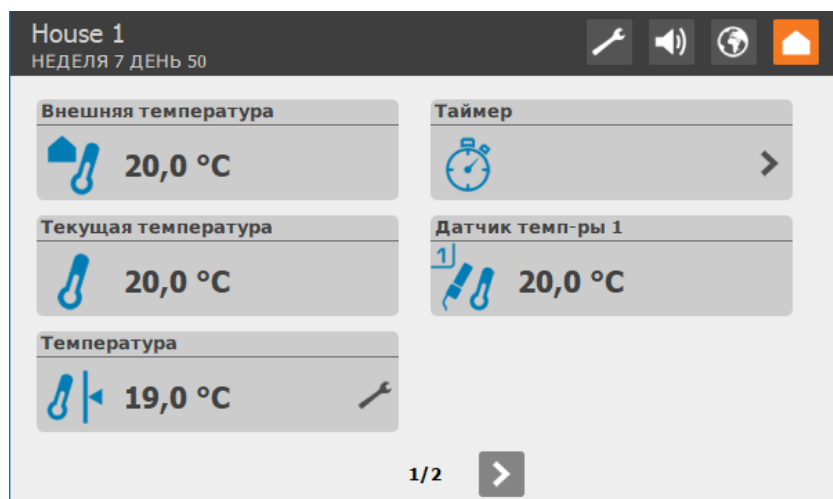 House 1
НЕДЕЛЯ 7 ДЕНЬ 50
Внешняя температура
20,0 °C
Таймер
Текущая температура
20,0 °C
Датчик темп-ры 1
1
20,0 °C
Температура
19,0 °C
1/2